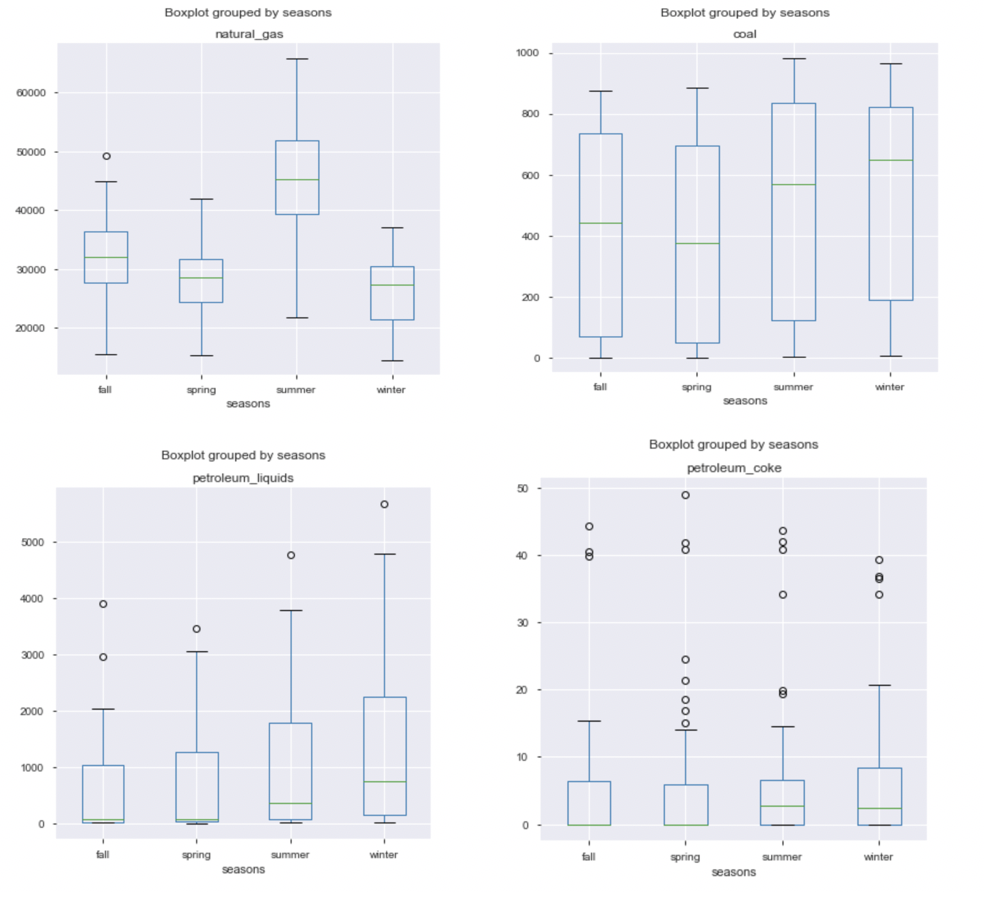 Boxplot grouped by seasons
natural_gas
60000
50000
40000
30000
20000
fall spring summer winter
seasons
Boxplot grouped by seasons
coal
1000
800
600
400
200
0
fall spring summer winter
seasons
Boxplot grouped by seasons
petroleum_liquids
5000
4000
3000
2000
1000
0
fall spring summer winter
seasons
Boxplot grouped by seasons
petroleum_coke
50
40
30
20
10
0
fall spring summer winter
seasons